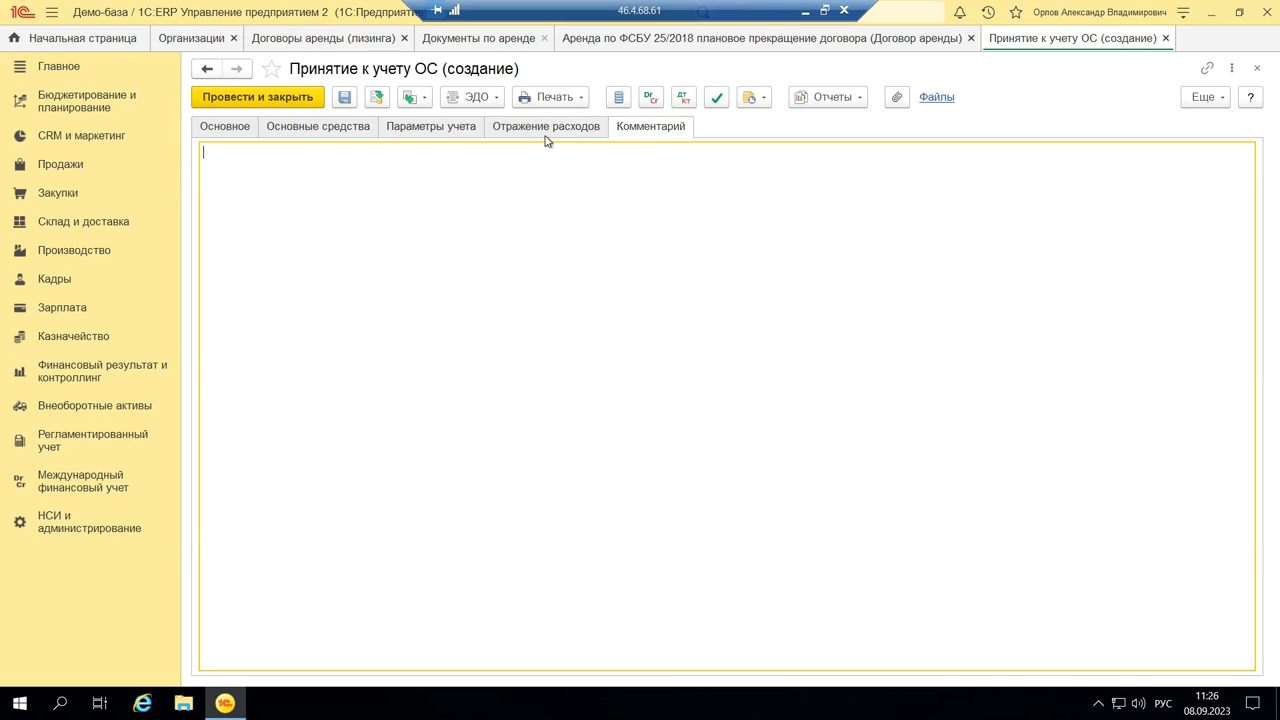 Демо-база / 1С:ERP Управление предприятием 2 (1С:Предприяти
46.4.68.61
Орлов Александр Владимирович
Начальная страница
Организации
Договоры аренды (лизинга)
Документы по аренде
Аренда по ФСБУ 25/2018 плановое прекращение договора (Договор аренды)
Принятие к учету ОС (создание)
Главное
Бюджетирование и
планирование
CRM и маркетинг
Продажи
Закупки
Склад и доставка
Производство
Кадры
Зарплата
Казначейство
Финансовый результат и
контроллинг
Внеоборотные активы
Регламентированный
учет
Международный
финансовый учет
НСИ и
администрирование
Принятие к учету ОС (создание)
Провести и закрыть
ЭДО
Печать
Отчеты
Файлы
Еще
?
Основное
Основные средства
Параметры учета
Отражение расходов
Комментарий
РУС
11:26
08.09.2023